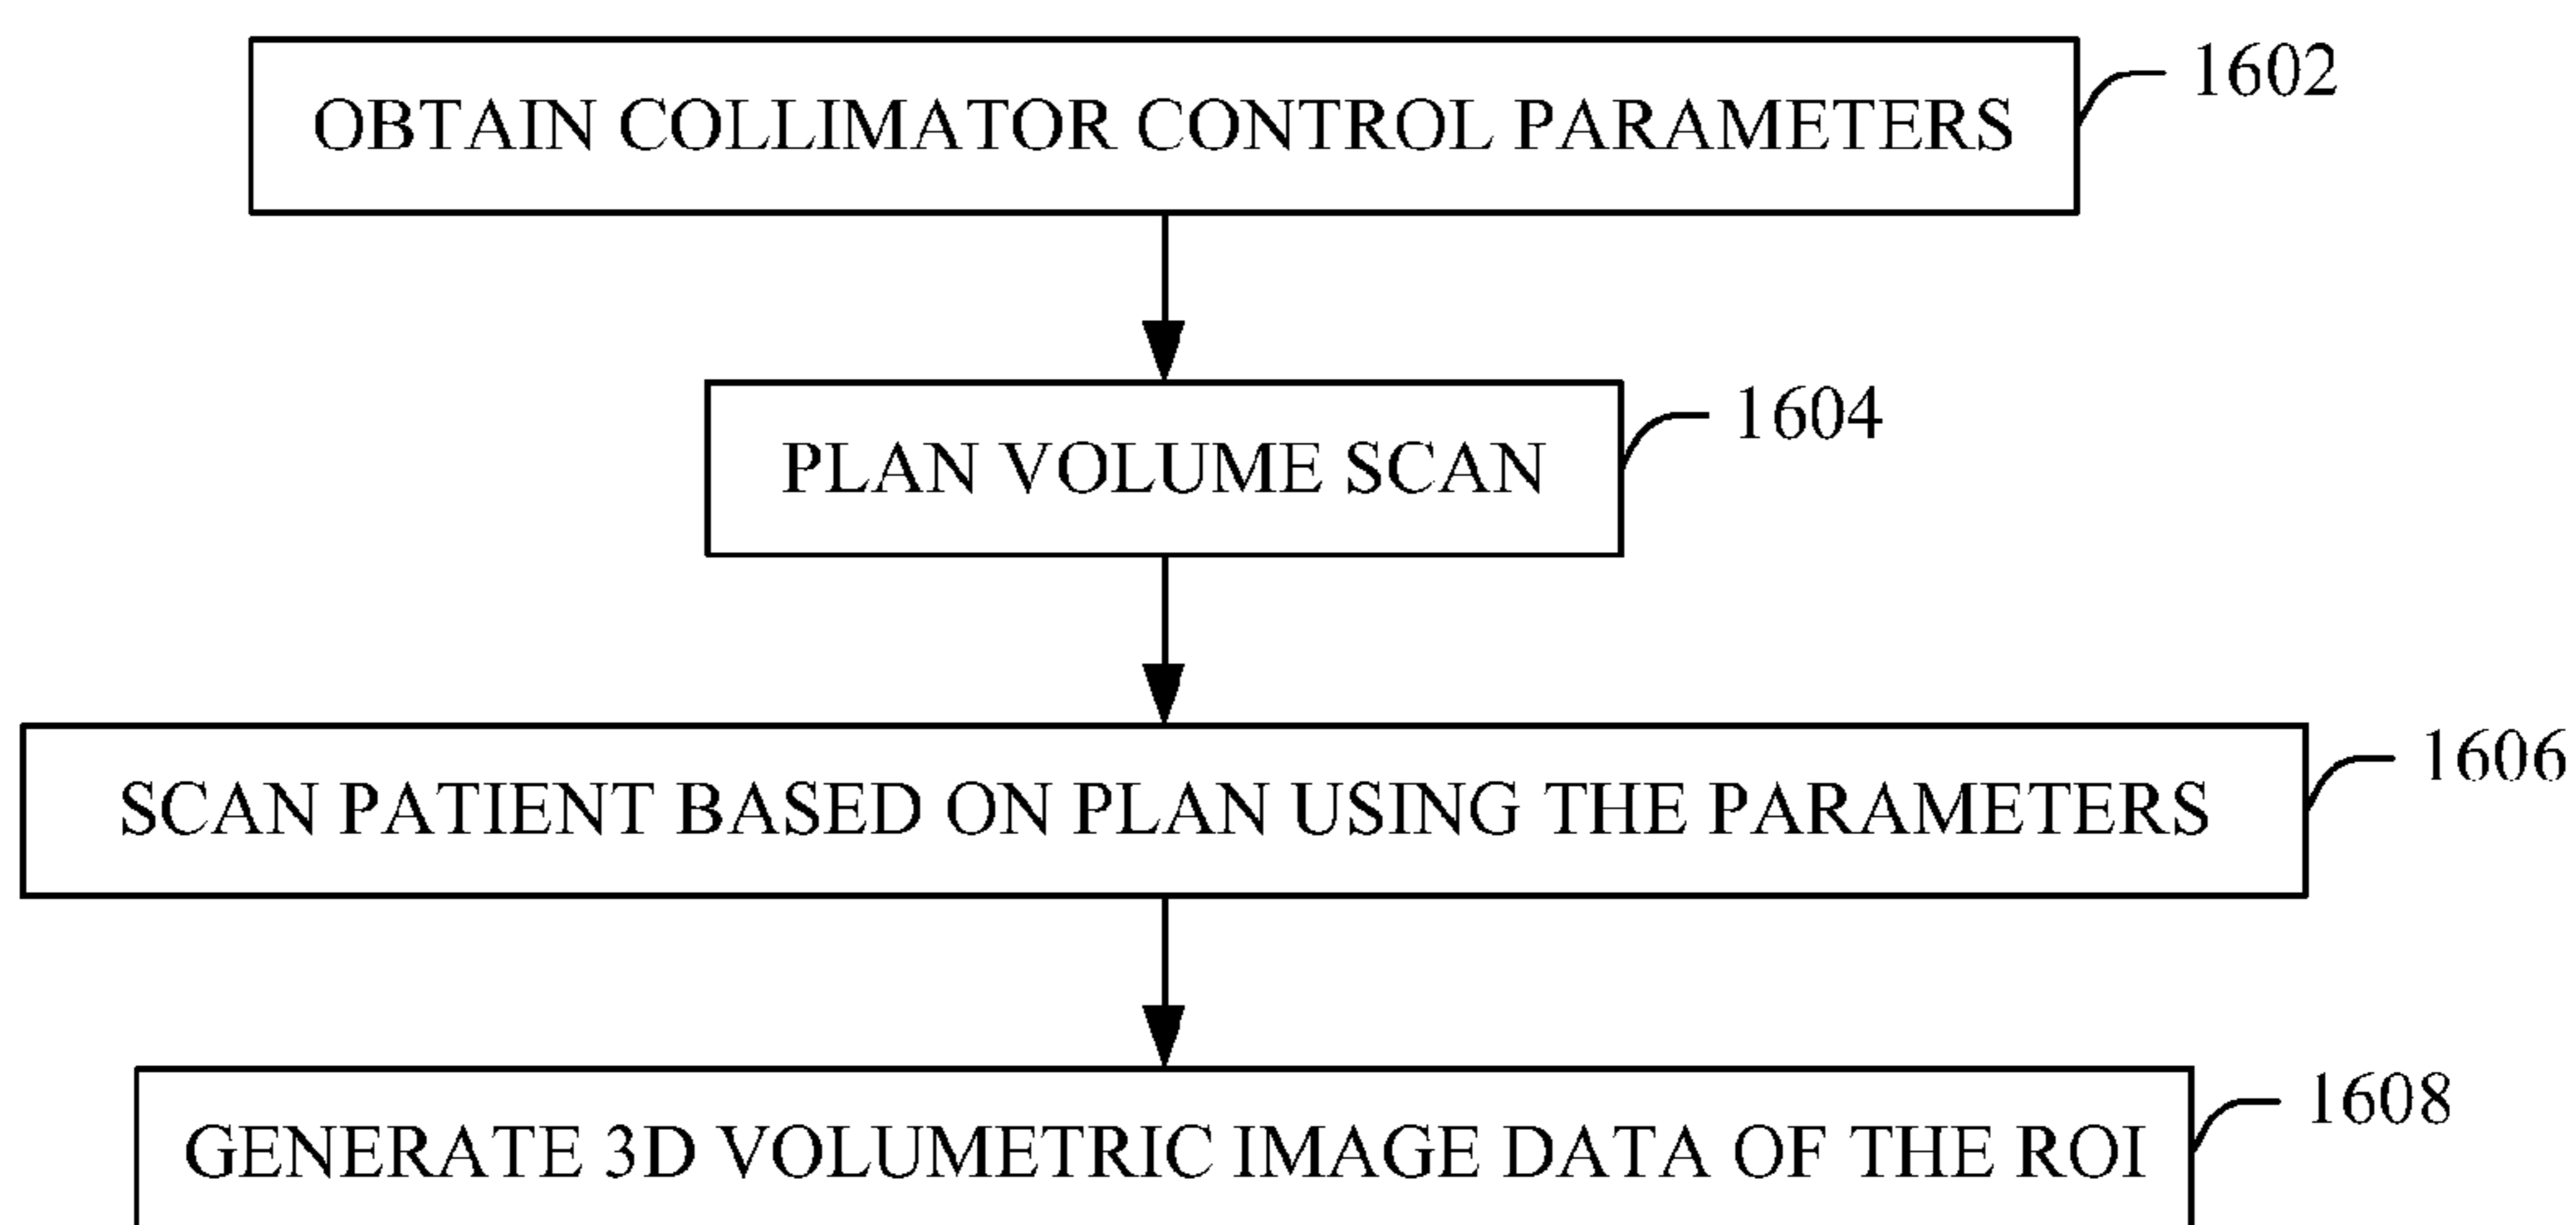 OBTAIN COLLIMATOR CONTROL PARAMETERS
1602
PLAN VOLUME SCAN
1604
SCAN PATIENT BASED ON PLAN USING THE PARAMETERS
1606
GENERATE 3D VOLUMETRIC IMAGE DATA OF THE ROI
1608